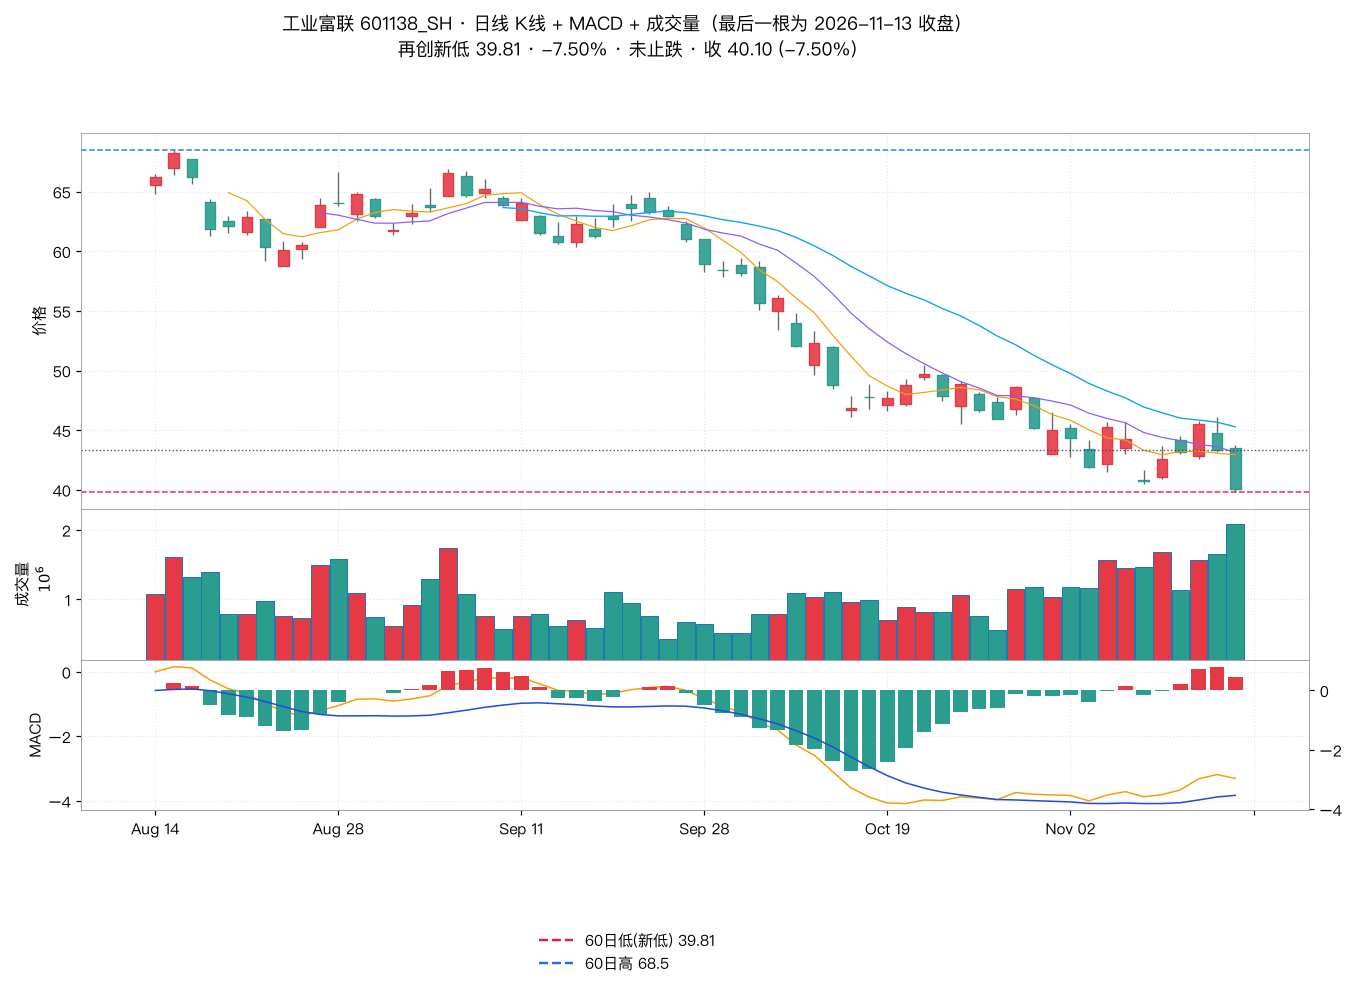 工业富联 601138_SH · 日线 K线 + MACD + 成交量（最后一根为 2026−11−13 收盘）
再创新低 39.81 · −7.50% · 未止跌 · 收 40.10 (−7.50%)
价格
65
60
55
50
45
40
成交量
10⁶
2
1
MACD
0
−2
−4
0
−2
−4
Aug 14
Aug 28
Sep 11
Sep 28
Oct 19
Nov 02
60日低(新低) 39.81
60日高 68.5